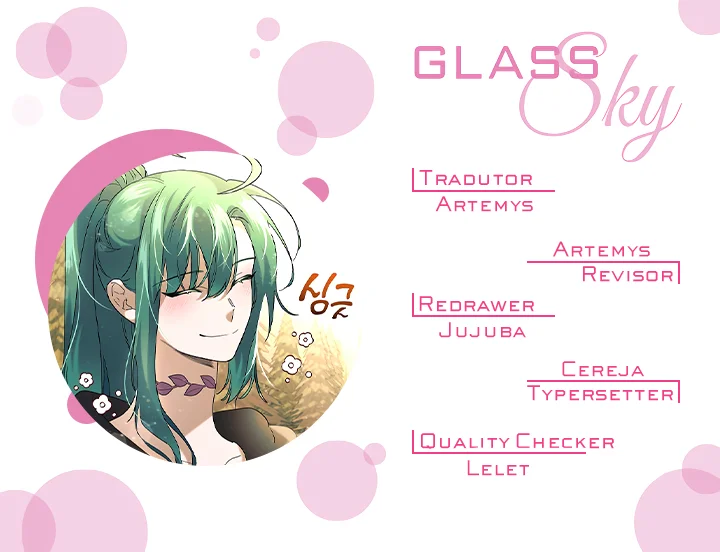 GLASS
Sky
TRADUTOR
ARTEMYS
ARTEMYS
REVISOR
싱긋
REDRAWER
JUJUBA
CEREJA
TYPERSETTER
QUALITY CHECKER
LELET